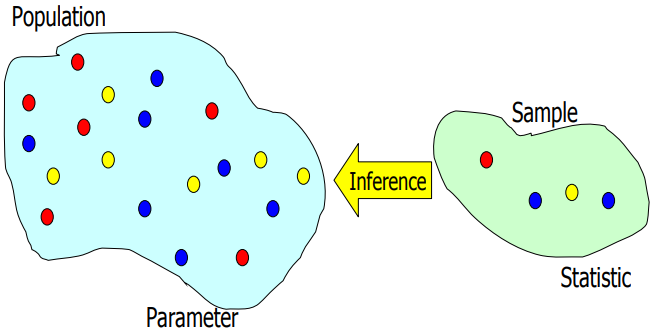 Population
Sample
Inference
Statistic
Parameter